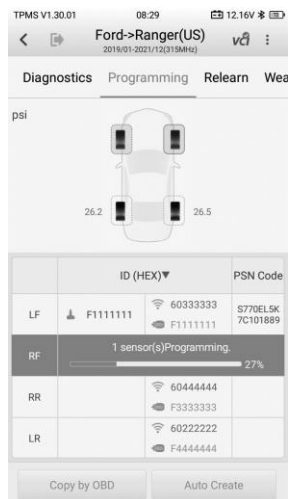 TPMS V1.30.01 08:29 12.16V
Ford->Ranger(US) vci
2019/01-2021/12(315MHz)
Diagnostics Programming Relearn Wea
psi
26.2 26.5
ID (HEX)▼ PSN Code
LF F1111111 60333333 S770EL5K
F1111111 7C101889
RF 1 sensor(s)Programming.
27%
RR 60444444
F3333333
LR 60222222
F4444444
Copy by OBD Auto Create